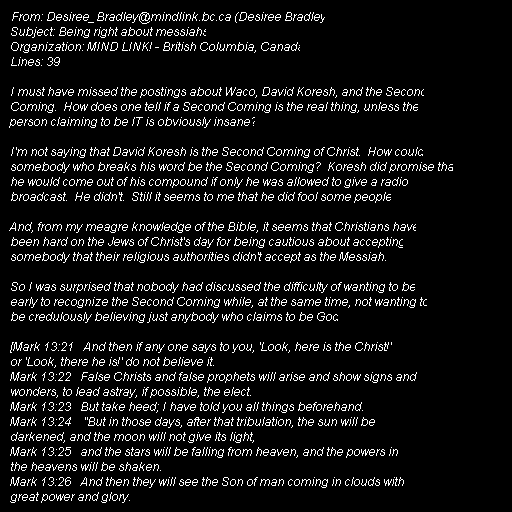 From: Desiree_Bradley@mindlink.bc.ca (Desiree Bradley
Subject: Being right about messiahs
Organization: MIND LINK! - British Columbia, Canada
Lines: 39

I must have missed the postings about Waco, David Koresh, and the Second
Coming.  How does one tell if a Second Coming is the real thing, unless the
person claiming to be IT is obviously insane?

I'm not saying that David Koresh is the Second Coming of Christ.  How could
somebody who breaks his word be the Second Coming?  Koresh did promise tha
he would come out of his compound if only he was allowed to give a radio
broadcast.  He didn't.  Still it seems to me that he did fool some people

And, from my meagre knowledge of the Bible, it seems that Christians have
been hard on the Jews of Christ's day for being cautious about accepting
somebody that their religious authorities didn't accept as the Messiah.

So I was surprised that nobody had discussed the difficulty of wanting to be
early to recognize the Second Coming while, at the same time, not wanting to
be credulously believing just anybody who claims to be God

[Mark 13:21   And then if any one says to you, 'Look, here is the Christ!'
or 'Look, there he is!' do not believe it.
Mark 13:22   False Christs and false prophets will arise and show signs and
wonders, to lead astray, if possible, the elect.
Mark 13:23   But take heed; I have told you all things beforehand.
Mark 13:24    "But in those days, after that tribulation, the sun will be
darkened, and the moon will not give its light,
Mark 13:25   and the stars will be falling from heaven, and the powers in
the heavens will be shaken.
Mark 13:26   And then they will see the Son of man coming in clouds with
great power and glory.